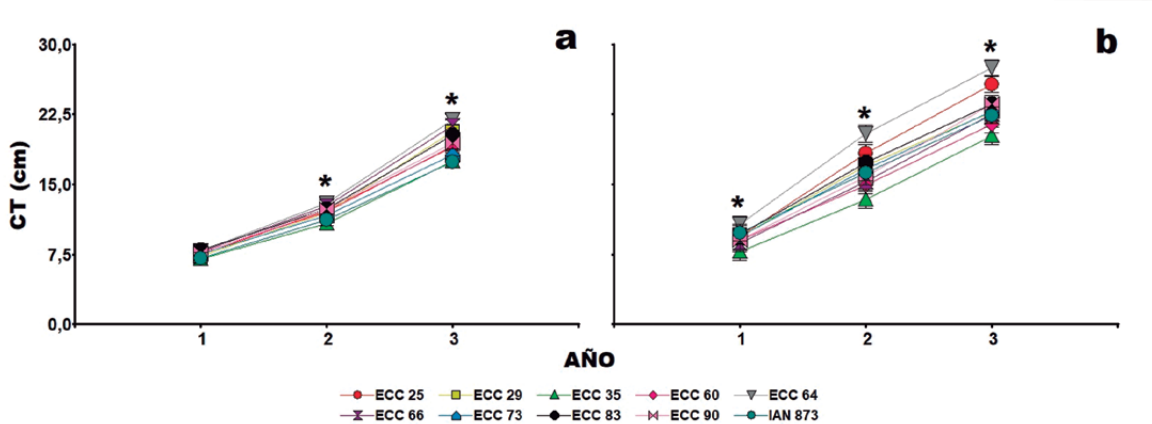 a
b
30,0
22,5
15,0
7,5
0,0
CT (cm)
* * * * *
1 2 3
1 2 3
AÑO
ECC 25 ECC 29 ECC 35 ECC 60 ECC 64
ECC 66 ECC 73 ECC 83 ECC 90 IAN 873